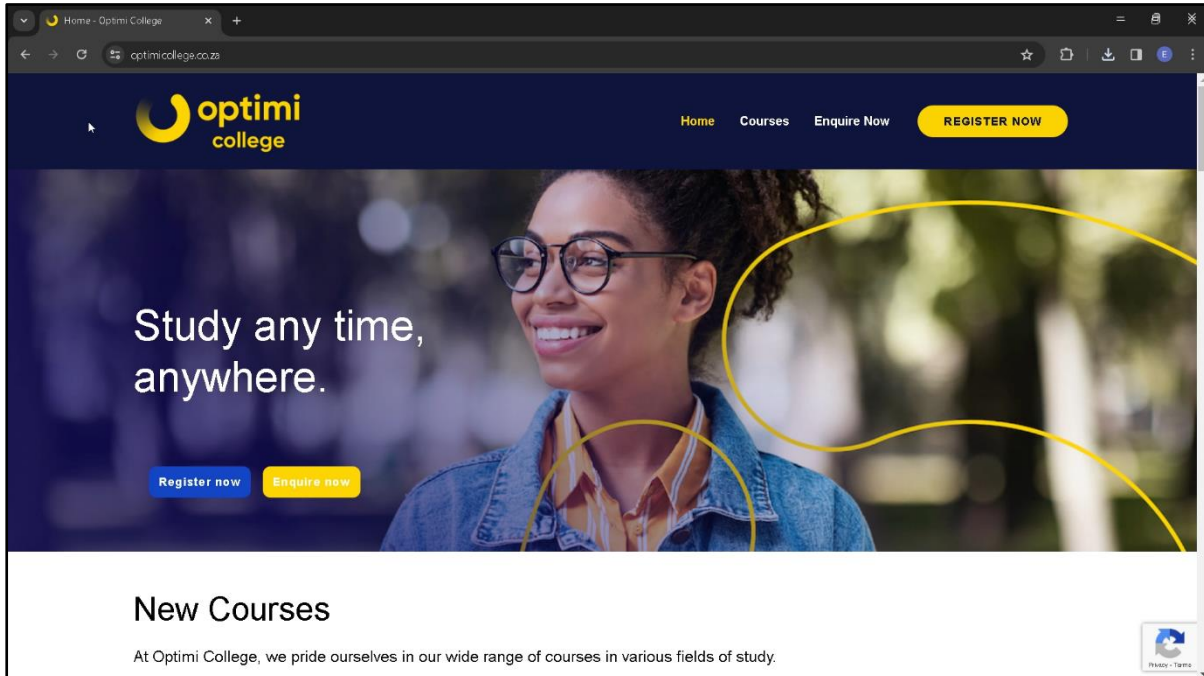 Home - Optimi College
optimicollege.co.za
E
optimi
college
Home Courses Enquire Now REGISTER NOW
Study any time,
anywhere.
Register now Enquire now
New Courses
At Optimi College, we pride ourselves in our wide range of courses in various fields of study.
Privacy - Terms